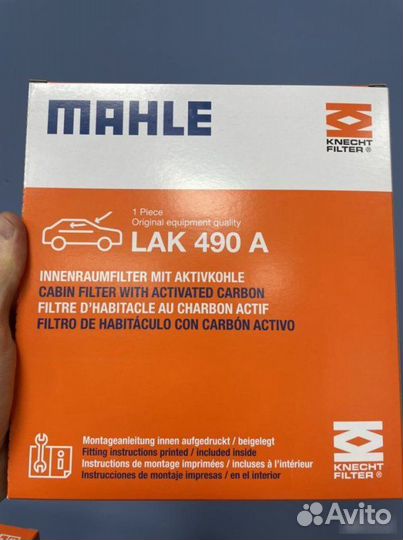 MAHLE
KNECHT
FILTER®
1 Piece
Original equipment quality
LAK 490 A
INNENRAUMFILTER MIT AKTIVKOHLE
CABIN FILTER WITH ACTIVATED CARBON
FILTRE D'HABITACLE AU CHARBON ACTIF
FILTRO DE HABITÁCULO CON CARBÓN ACTIVO
Montageanleitung innen aufgedruckt / beigelegt
Fitting instructions printed / included inside
Instructions de montage imprimées / incluses à l'intérieur
Instrucciones de montaje impresas / en el interior
KNECHT
FILTER®
Avito